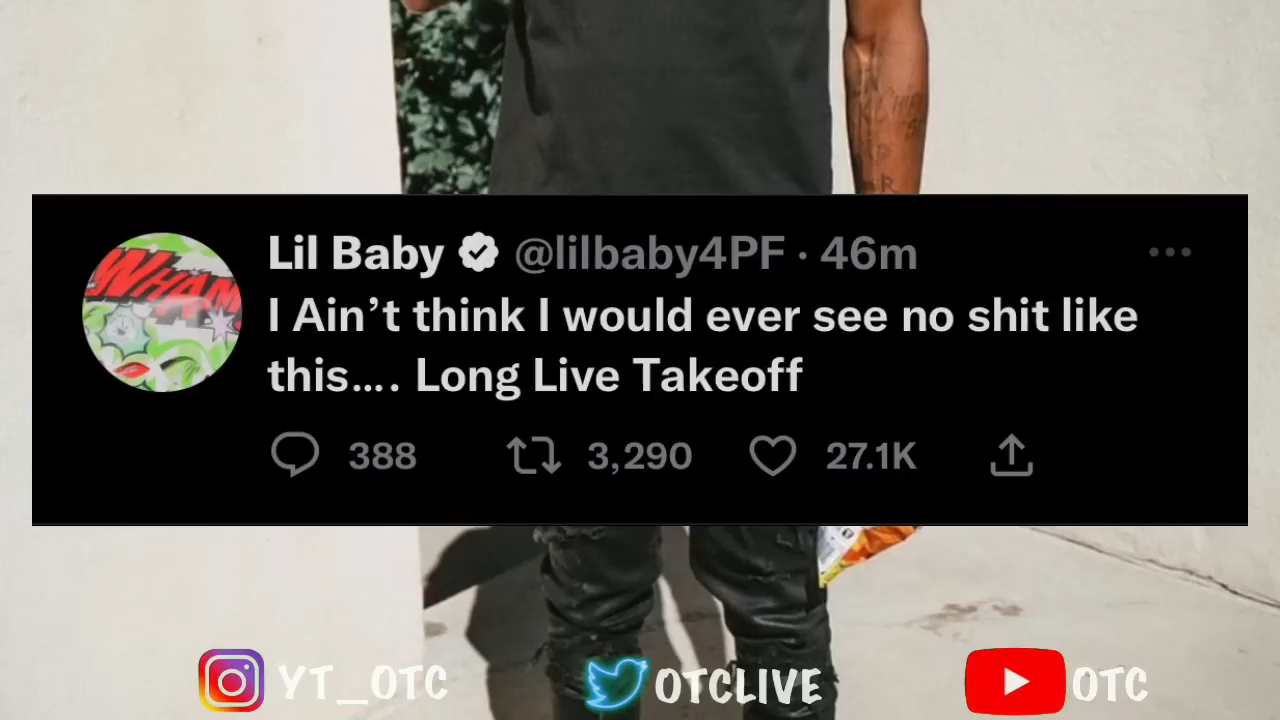 WHAM
Lil Baby @lilbaby4PF · 46m
I Ain’t think I would ever see no shit like
this.... Long Live Takeoff
388 3,290 27.1K
YT_OTC OTCLIVE OTC